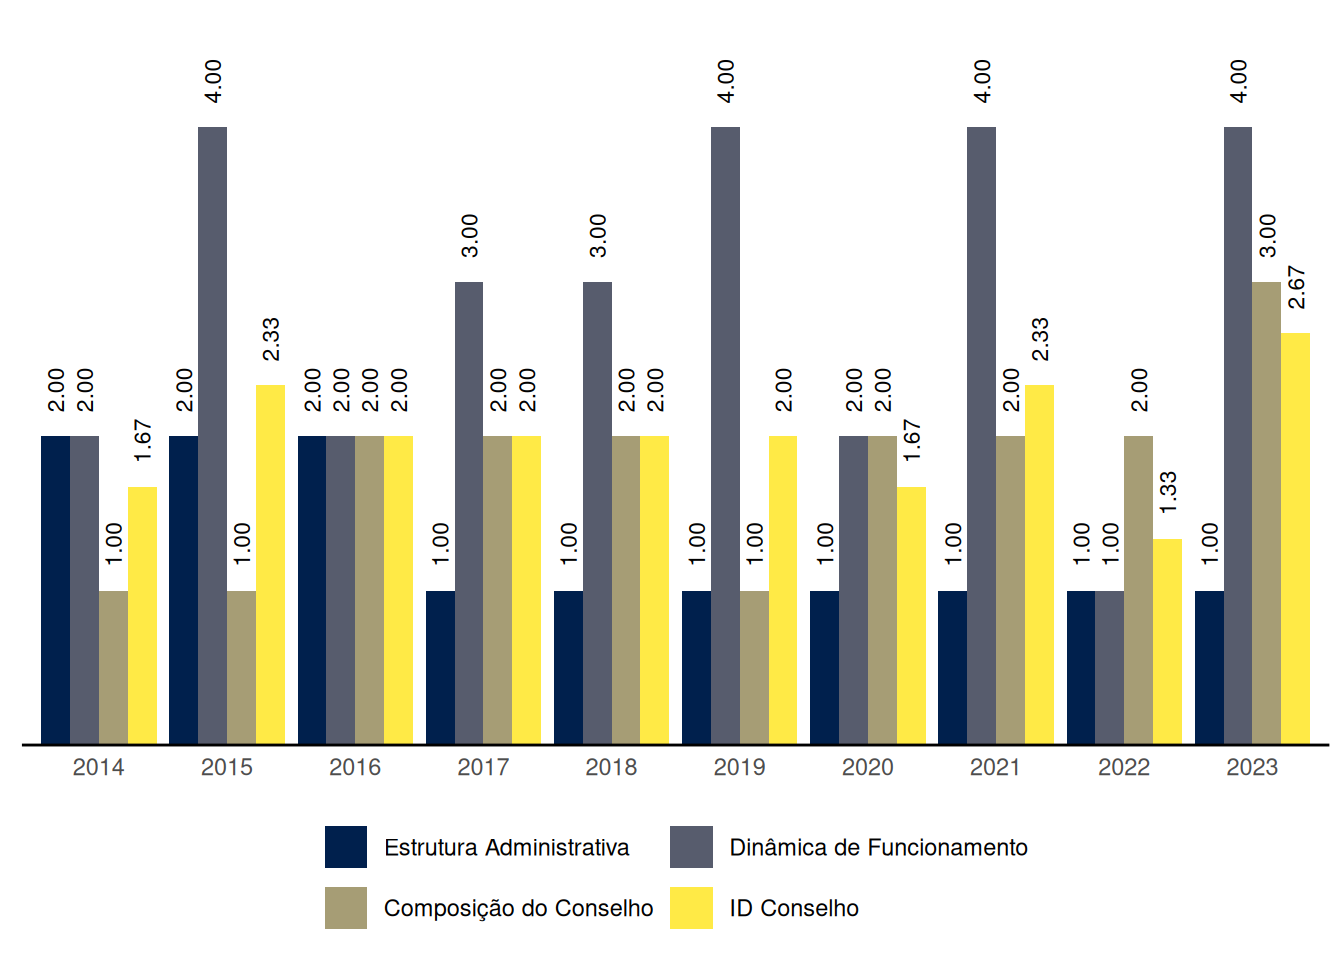 2.00 2.00 1.00 1.67 2.00 4.00 1.00 2.33 2.00 2.00 2.00 2.00 1.00 3.00 2.00 2.00 1.00 3.00 2.00 2.00 1.00 4.00 1.00 2.00 1.00 2.00 2.00 1.67 1.00 4.00 2.00 2.33 1.00 1.00 2.00 1.33 1.00 4.00 3.00 2.67
2014 2015 2016 2017 2018 2019 2020 2021 2022 2023
Estrutura Administrativa Dinâmica de Funcionamento
Composição do Conselho ID Conselho